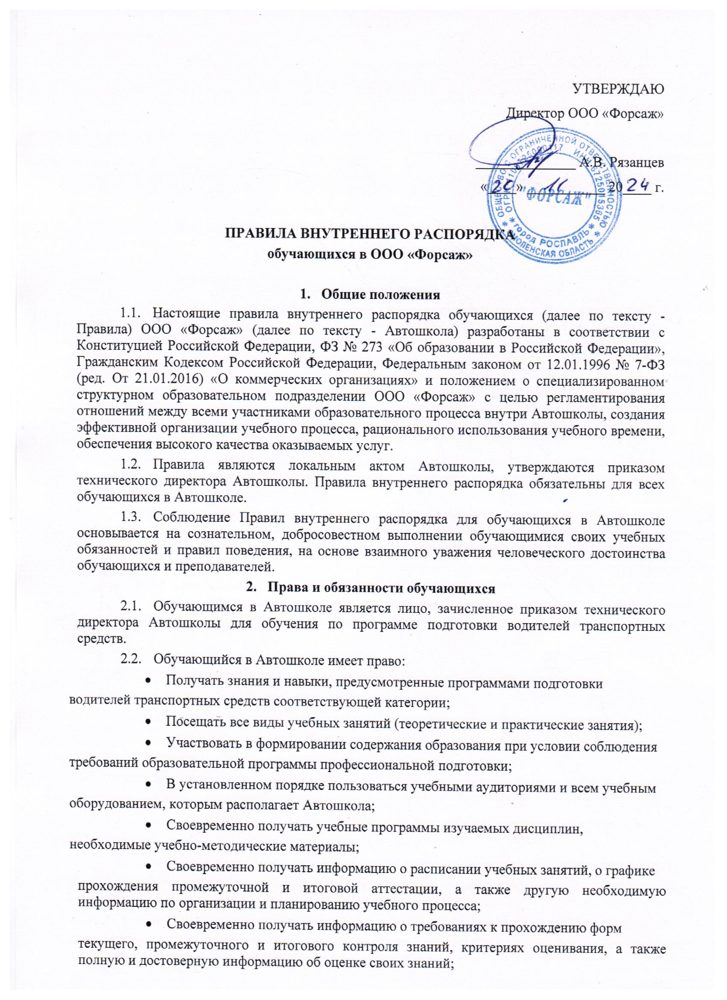 УТВЕРЖДАЮ
Директор ООО «Форсаж»
А.В. Рязанцев
«20» 11 2024 г.
ОБЩЕСТВО С ОГРАНИЧЕННОЙ ОТВЕТСТВЕННОСТЬЮ
ИНН 6725015365
"ФОРСАЖ"
город РОСЛАВЛЬ
СМОЛЕНСКАЯ ОБЛАСТЬ
ПРАВИЛА ВНУТРЕННЕГО РАСПОРЯДКА
обучающихся в ООО «Форсаж»
1. Общие положения
1.1. Настоящие правила внутреннего распорядка обучающихся (далее по тексту -
Правила) ООО «Форсаж» (далее по тексту - Автошкола) разработаны в соответствии с
Конституцией Российской Федерации, ФЗ № 273 «Об образовании в Российской Федерации»,
Гражданским Кодексом Российской Федерации, Федеральным законом от 12.01.1996 № 7-ФЗ
(ред. От 21.01.2016) «О коммерческих организациях» и положением о специализированном
структурном образовательном подразделении ООО «Форсаж» с целью регламентирования
отношений между всеми участниками образовательного процесса внутри Автошколы, создания
эффективной организации учебного процесса, рационального использования учебного времени,
обеспечения высокого качества оказываемых услуг.
1.2. Правила являются локальным актом Автошколы, утверждаются приказом
технического директора Автошколы. Правила внутреннего распорядка обязательны для всех
обучающихся в Автошколе.
1.3. Соблюдение Правил внутреннего распорядка для обучающихся в Автошколе
основывается на сознательном, добросовестном выполнении обучающимися своих учебных
обязанностей и правил поведения, на основе взаимного уважения человеческого достоинства
обучающихся и преподавателей.
2. Права и обязанности обучающихся
2.1. Обучающимся в Автошколе является лицо, зачисленное приказом технического
директора Автошколы для обучения по программе подготовки водителей транспортных
средств.
2.2. Обучающийся в Автошколе имеет право:
• Получать знания и навыки, предусмотренные программами подготовки
водителей транспортных средств соответствующей категории;
• Посещать все виды учебных занятий (теоретические и практические занятия);
• Участвовать в формировании содержания образования при условии соблюдения
требований образовательной программы профессиональной подготовки;
• В установленном порядке пользоваться учебными аудиториями и всем учебным
оборудованием, которым располагает Автошкола;
• Своевременно получать учебные программы изучаемых дисциплин,
необходимые учебно-методические материалы;
• Своевременно получать информацию о расписании учебных занятий, о графике
прохождения промежуточной и итоговой аттестации, а также другую необходимую
информацию по организации и планированию учебного процесса;
• Своевременно получать информацию о требованиях к прохождению форм
текущего, промежуточного и итогового контроля знаний, критериях оценивания, а также
полную и достоверную информацию об оценке своих знаний;